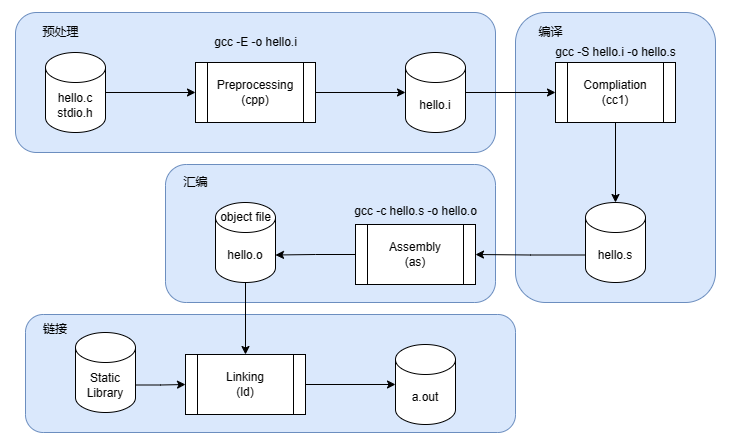 预处理
gcc -E -o hello.i
hello.c
stdio.h
Preprocessing
(cpp)
hello.i
编译
gcc -S hello.i -o hello.s
Compliation
(cc1)
hello.s
汇编
gcc -c hello.s -o hello.o
Assembly
(as)
object file
hello.o
链接
Static
Library
Linking
(ld)
a.out